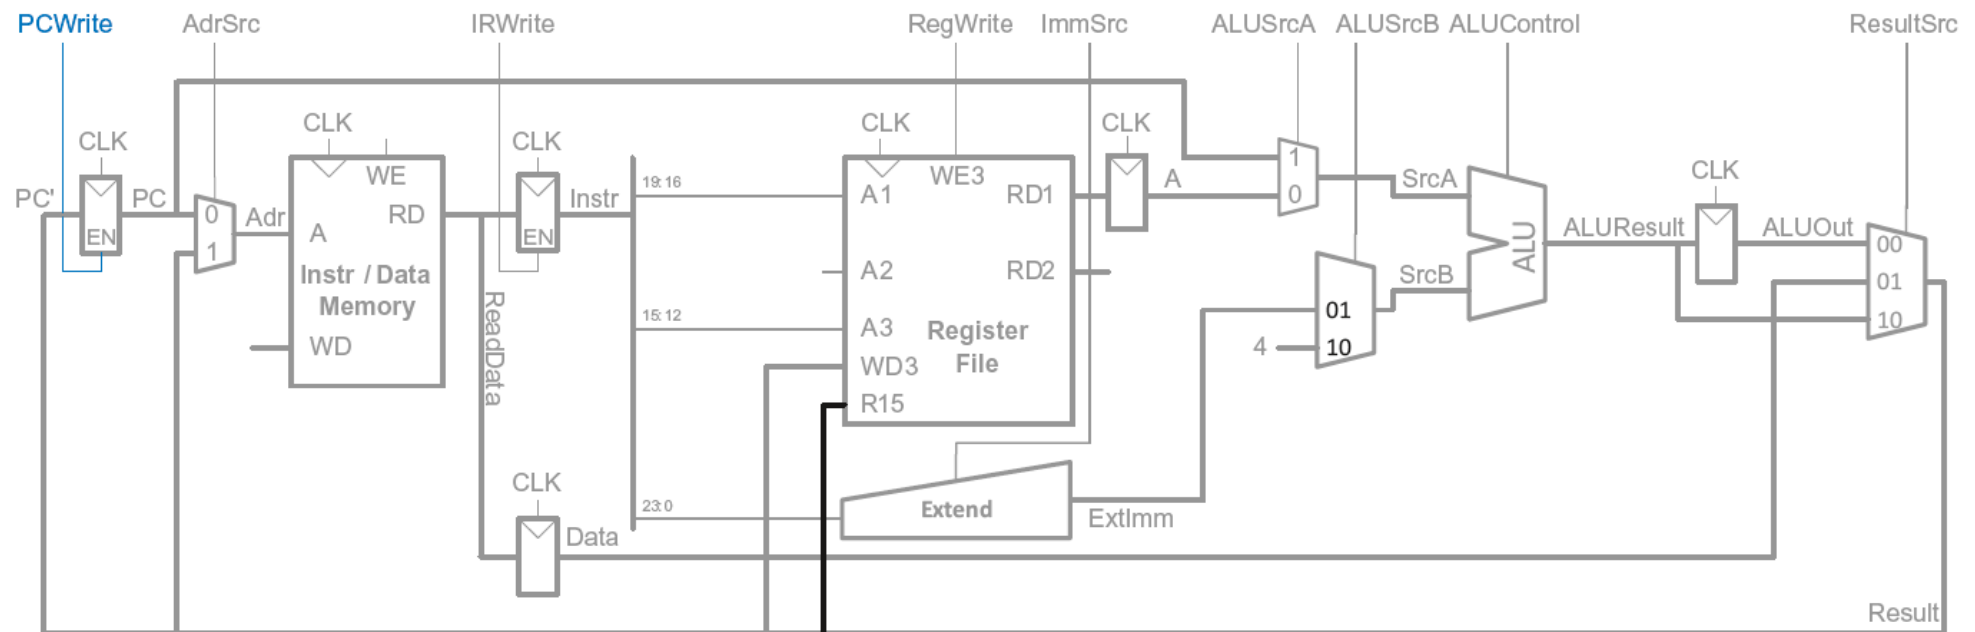 PCWrite AdrSrc IRWrite RegWrite ImmSrc ALUSrcA ALUSrcB ALUControl ResultSrc
CLK CLK CLK CLK CLK CLK
PC' PC EN
0 Adr
1
WE
RD
A
Instr / Data
Memory
WD
EN Instr
ReadData
CLK
Data
19:16
15:12
23:0
A1 WE3 RD1
A2 RD2
A3 Register
WD3 File
R15
Extend
ExtImm
A
1
0
SrcA
01
4 10
SrcB
ALU
ALUResult
ALUOut
00
01
10
Result